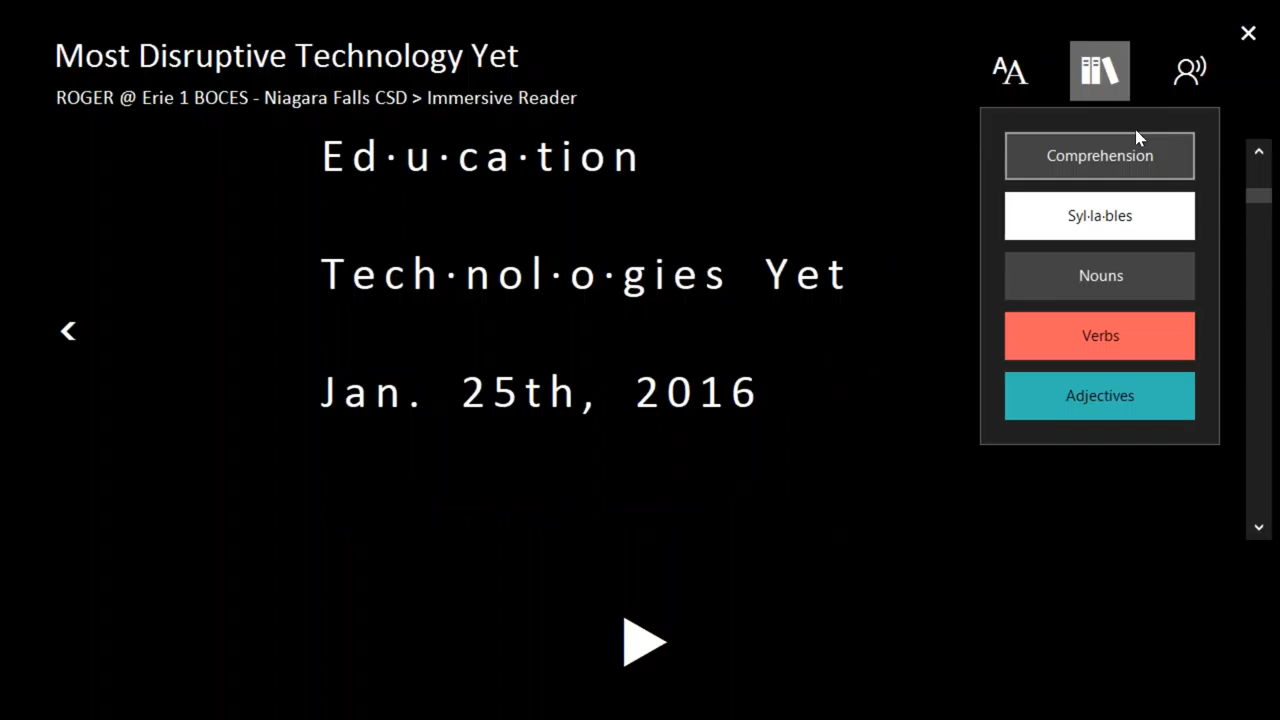 Most Disruptive Technology Yet
ROGER @ Erie 1 BOCES - Niagara Falls CSD > Immersive Reader
Ed·u·ca·tion
Tech·nol·o·gies Yet
Jan. 25th, 2016
AA
Comprehension
Syl·la·bles
Nouns
Verbs
Adjectives